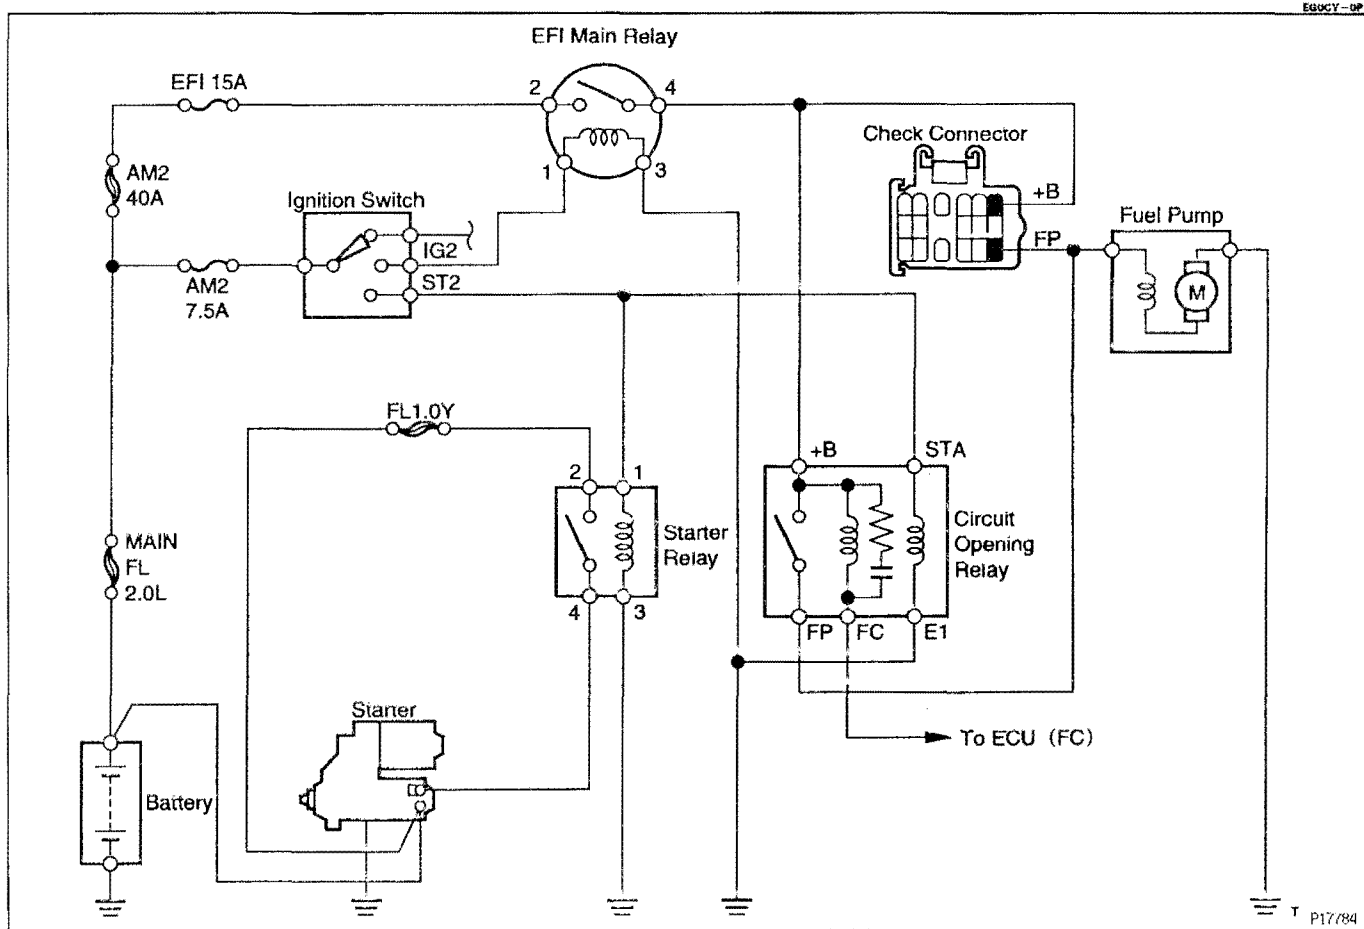 EG0CY-0P
EFI Main Relay
EFI 15A
2
4
1
3
Check Connector
AM2
40A
Ignition Switch
+B
Fuel Pump
IG2
FP
AM2
7.5A
ST2
M
FL1.0Y
+B
STA
2
1
MAIN
FL
2.0L
Starter
Relay
Circuit
Opening
Relay
4
3
FP
FC
E1
Starter
To ECU (FC)
Battery
T
P17784